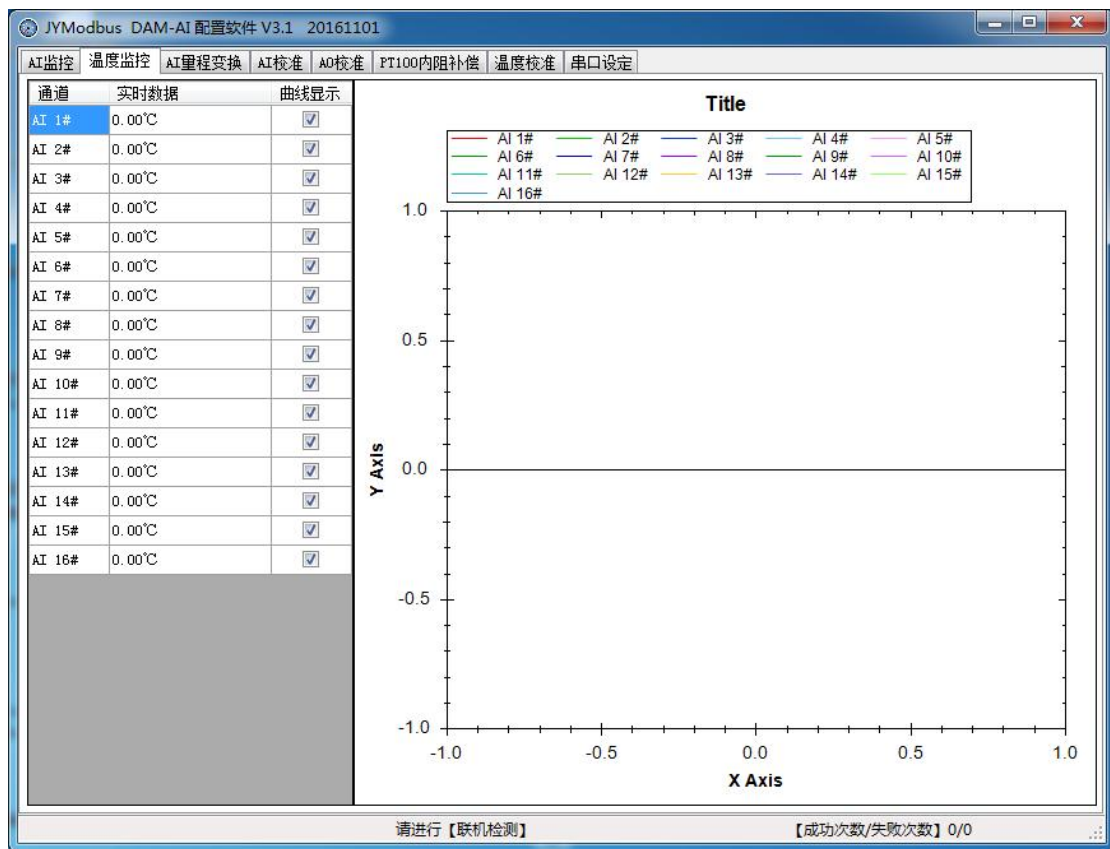 JYModbus DAM-AI 配置软件 V3.1 20161101
AI监控 温度监控 AI量程变换 AI校准 AO校准 PT100内阻补偿 温度校准 串口设定
通道 实时数据 曲线显示
AI 1# 0.00℃
AI 2# 0.00℃
AI 3# 0.00℃
AI 4# 0.00℃
AI 5# 0.00℃
AI 6# 0.00℃
AI 7# 0.00℃
AI 8# 0.00℃
AI 9# 0.00℃
AI 10# 0.00℃
AI 11# 0.00℃
AI 12# 0.00℃
AI 13# 0.00℃
AI 14# 0.00℃
AI 15# 0.00℃
AI 16# 0.00℃
Title
AI 1# AI 2# AI 3# AI 4# AI 5#
AI 6# AI 7# AI 8# AI 9# AI 10#
AI 11# AI 12# AI 13# AI 14# AI 15#
AI 16#
1.0
0.5
0.0
-0.5
-1.0
Y Axis
-1.0 -0.5 0.0 0.5 1.0
X Axis
请进行【联机检测】 【成功次数/失败次数】0/0